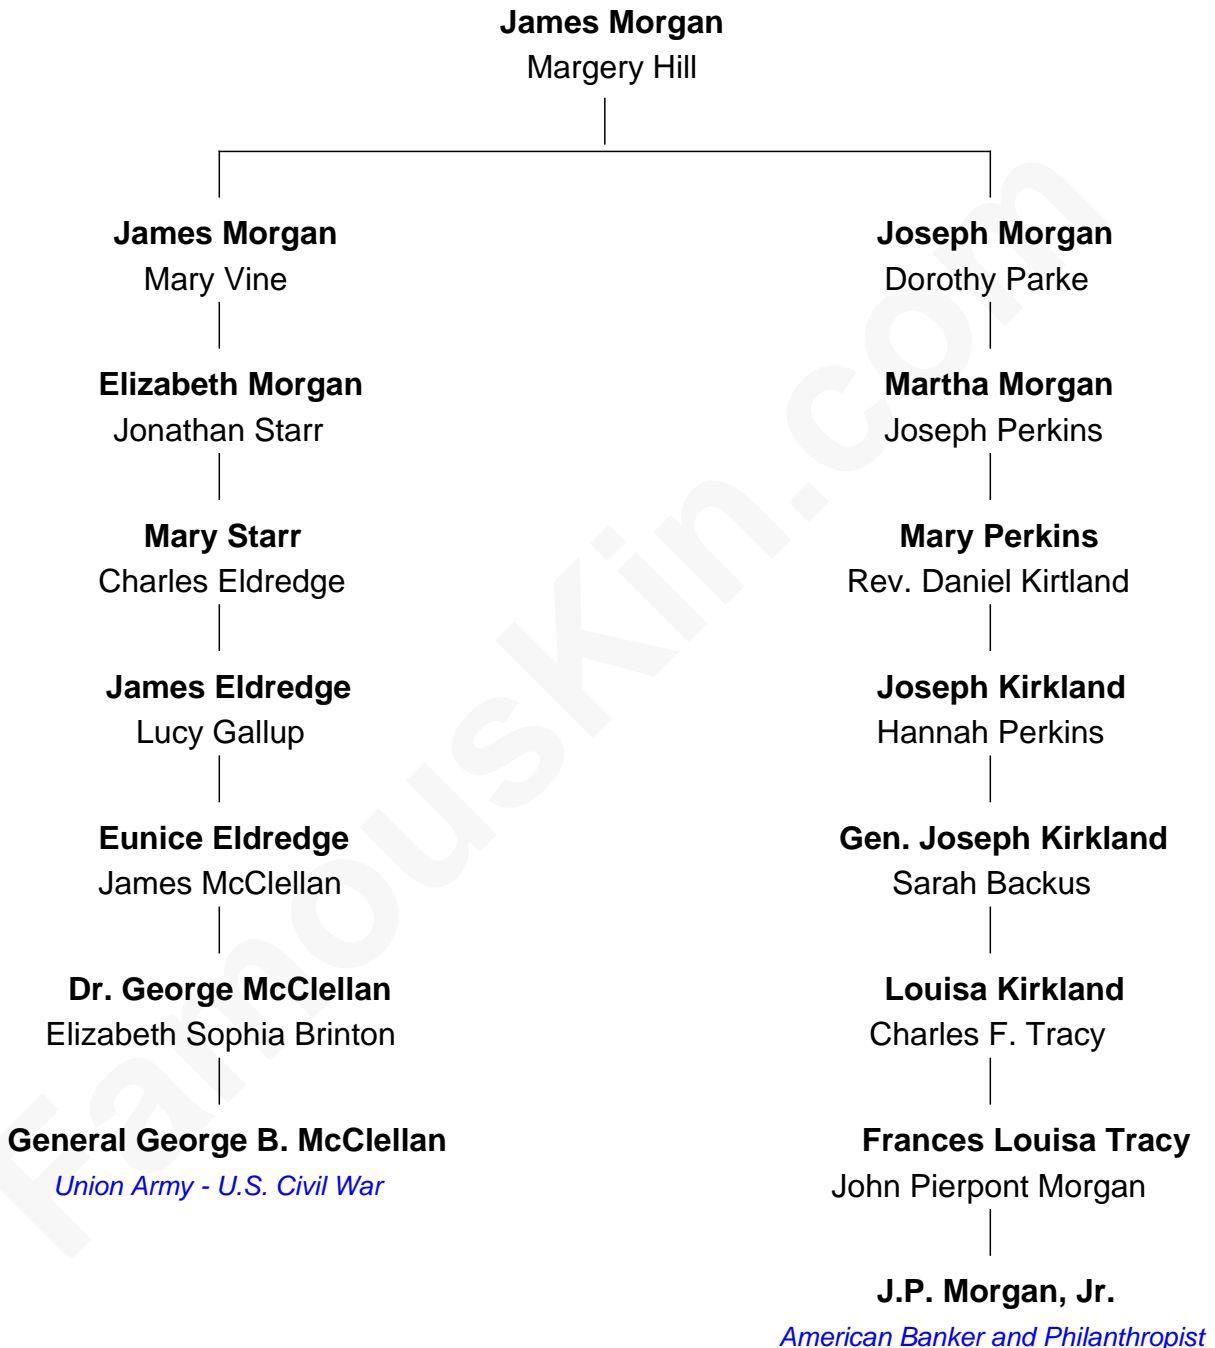 James Morgan
Margery Hill
James Morgan
Mary Vine
Joseph Morgan
Dorothy Parke
Elizabeth Morgan
Jonathan Starr
Martha Morgan
Joseph Perkins
Mary Starr
Charles Eldredge
Mary Perkins
Rev. Daniel Kirtland
James Eldredge
Lucy Gallup
Joseph Kirkland
Hannah Perkins
Eunice Eldredge
James McClellan
Gen. Joseph Kirkland
Sarah Backus
Dr. George McClellan
Elizabeth Sophia Brinton
Louisa Kirkland
Charles F. Tracy
General George B. McClellan
Union Army - U.S. Civil War
Frances Louisa Tracy
John Pierpont Morgan
J.P. Morgan, Jr.
American Banker and Philanthropist
FamousKin.com